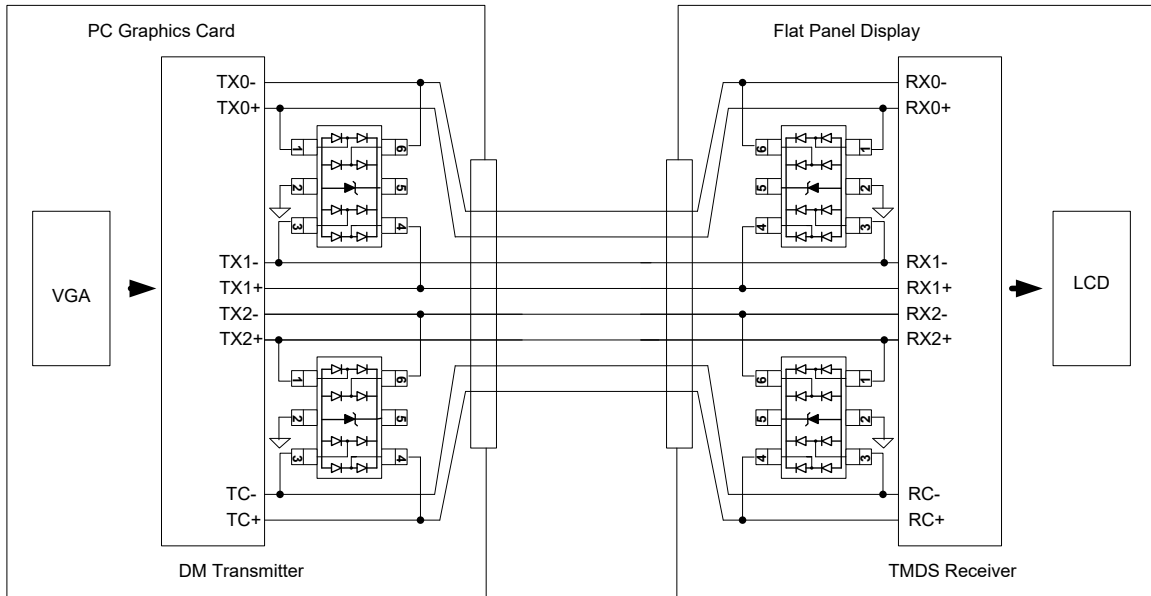 PC Graphics Card
Flat Panel Display
TX0-
TX0+
1
2
3
6
5
4
TX1-
TX1+
TX2-
TX2+
1
2
3
6
5
4
TC-
TC+
DM Transmitter
VGA
RX0-
RX0+
6
5
4
1
2
3
RX1-
RX1+
RX2-
RX2+
6
5
4
1
2
3
RC-
RC+
TMDS Receiver
LCD